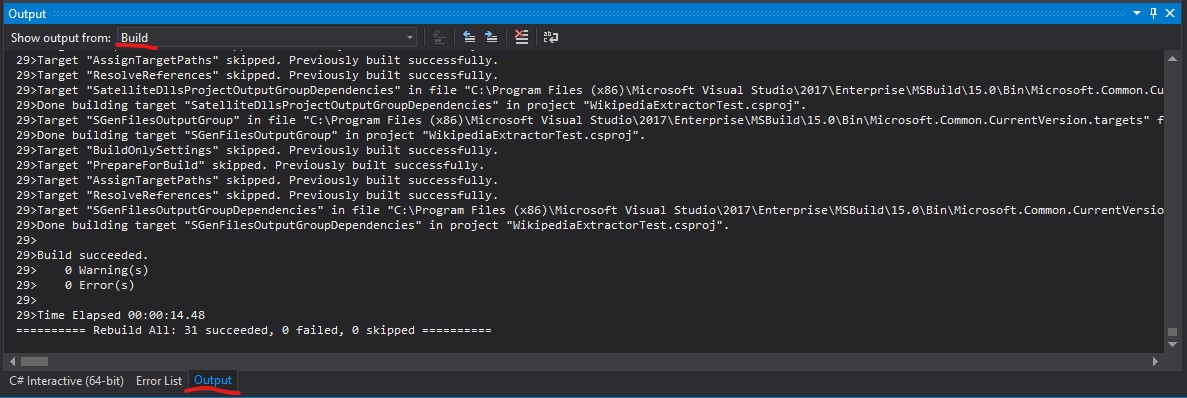 Output
Show output from: Build
29>Target "AssignTargetPaths" skipped. Previously built successfully.
29>Target "ResolveReferences" skipped. Previously built successfully.
29>Target "SatelliteDllsProjectOutputGroupDependencies" in file "C:\Program Files (x86)\Microsoft Visual Studio\2017\Enterprise\MSBuild\15.0\Bin\Microsoft.Common.Cu
29>Done building target "SatelliteDllsProjectOutputGroupDependencies" in project "WikipediaExtractorTest.csproj".
29>Target "SGenFilesOutputGroup" in file "C:\Program Files (x86)\Microsoft Visual Studio\2017\Enterprise\MSBuild\15.0\Bin\Microsoft.Common.CurrentVersion.targets" f
29>Done building target "SGenFilesOutputGroup" in project "WikipediaExtractorTest.csproj".
29>Target "BuildOnlySettings" skipped. Previously built successfully.
29>Target "PrepareForBuild" skipped. Previously built successfully.
29>Target "AssignTargetPaths" skipped. Previously built successfully.
29>Target "ResolveReferences" skipped. Previously built successfully.
29>Target "SGenFilesOutputGroupDependencies" in file "C:\Program Files (x86)\Microsoft Visual Studio\2017\Enterprise\MSBuild\15.0\Bin\Microsoft.Common.CurrentVersio
29>Done building target "SGenFilesOutputGroupDependencies" in project "WikipediaExtractorTest.csproj".
29>
29>Build succeeded.
29>    0 Warning(s)
29>    0 Error(s)
29>
29>Time Elapsed 00:00:14.48
========== Rebuild All: 31 succeeded, 0 failed, 0 skipped ==========
C# Interactive (64-bit) Error List Output